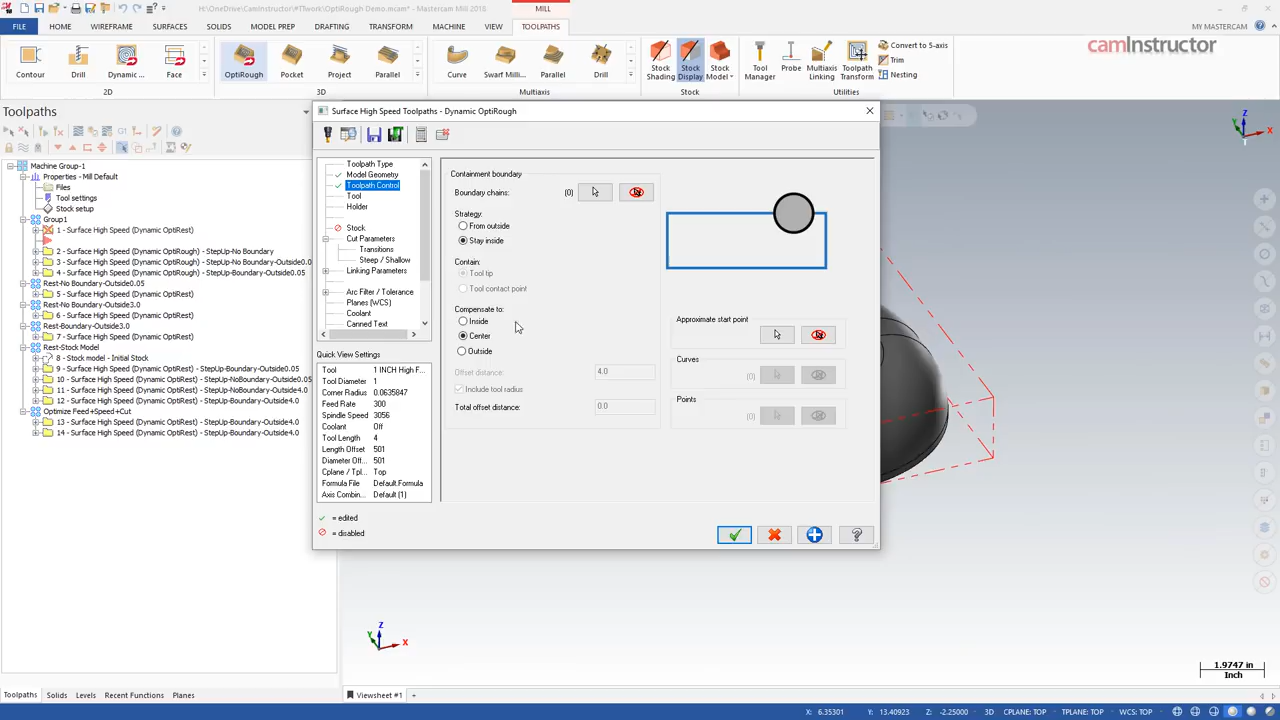 H:\OneDrive\CamInstructor\#PTwork\OptiRough Demo.mcam* - Mastercam Mill 2018
MILL
FILE HOME WIREFRAME SURFACES SOLIDS MODEL PREP DRAFTING TRANSFORM MACHINE VIEW TOOLPATHS MY MASTERCAM
Contour Drill Dynamic ... Face OptiRough Pocket Project Parallel Curve Swarf Milli... Parallel Drill
Stock Shading Stock Display Stock Model Tool Manager Probe Multiaxis Linking Toolpath Transform
Convert to 5-axis
Trim
Nesting
camInstructor
2D 3D Multiaxis Stock Utilities
Toolpaths
Machine Group-1
Properties - Mill Default
Files
Tool settings
Stock setup
Group1
1 - Surface High Speed (Dynamic OptiRest)
2 - Surface High Speed (Dynamic OptiRough) - StepUp-No Boundary
3 - Surface High Speed (Dynamic OptiRough) - StepUp-Boundary-Outside0.05
4 - Surface High Speed (Dynamic OptiRough) - StepUp-Boundary-Outside0.05
Rest-No Boundary-Outside0.05
5 - Surface High Speed (Dynamic OptiRest)
Rest-No Boundary-Outside3.0
6 - Surface High Speed (Dynamic OptiRest)
Rest-Boundary-Outside3.0
7 - Surface High Speed (Dynamic OptiRest)
Rest-Stock Model
8 - Stock model - Initial Stock
9 - Surface High Speed (Dynamic OptiRest) - StepUp-Boundary-Outside0.05
10 - Surface High Speed (Dynamic OptiRest) - StepUp-NoBoundary-Outside0.05
11 - Surface High Speed (Dynamic OptiRest) - StepUp-NoBoundary-Outside4.0
12 - Surface High Speed (Dynamic OptiRest) - StepUp-Boundary-Outside4.0
Optimize Feed+Speed+Cut
13 - Surface High Speed (Dynamic OptiRest) - StepUp-Boundary-Outside4.0
14 - Surface High Speed (Dynamic OptiRest) - StepUp-Boundary-Outside4.0
Surface High Speed Toolpaths - Dynamic OptiRough
Toolpath Type
Model Geometry
Toolpath Control
Tool
Holder
Stock
Cut Parameters
Transitions
Steep / Shallow
Linking Parameters
Arc Filter / Tolerance
Planes (WCS)
Coolant
Canned Text
Quick View Settings
Tool 1 INCH High F...
Tool Diameter 1
Corner Radius 0.0635847
Feed Rate 300
Spindle Speed 3056
Coolant Off
Tool Length 4
Length Offset 501
Diameter Off... 501
Cplane / Tpl... Top
Formula File Default.Formula
Axis Combin... Default (1)
= edited
= disabled
Containment boundary
Boundary chains: (0)
Strategy:
From outside
Stay inside
Contain:
Tool tip
Tool contact point
Compensate to:
Inside
Center
Outside
Offset distance: 4.0
Include tool radius
Total offset distance: 0.0
Approximate start point
Curves
(0)
Points
(0)
Z
X
Y
Z
X
Y
1.9747 in
Inch
Toolpaths Solids Levels Recent Functions Planes
Viewsheet #1 +
X: 6.35301 Y: 13.40923 Z: -2.25000 3D CPLANE: TOP TPLANE: TOP WCS: TOP